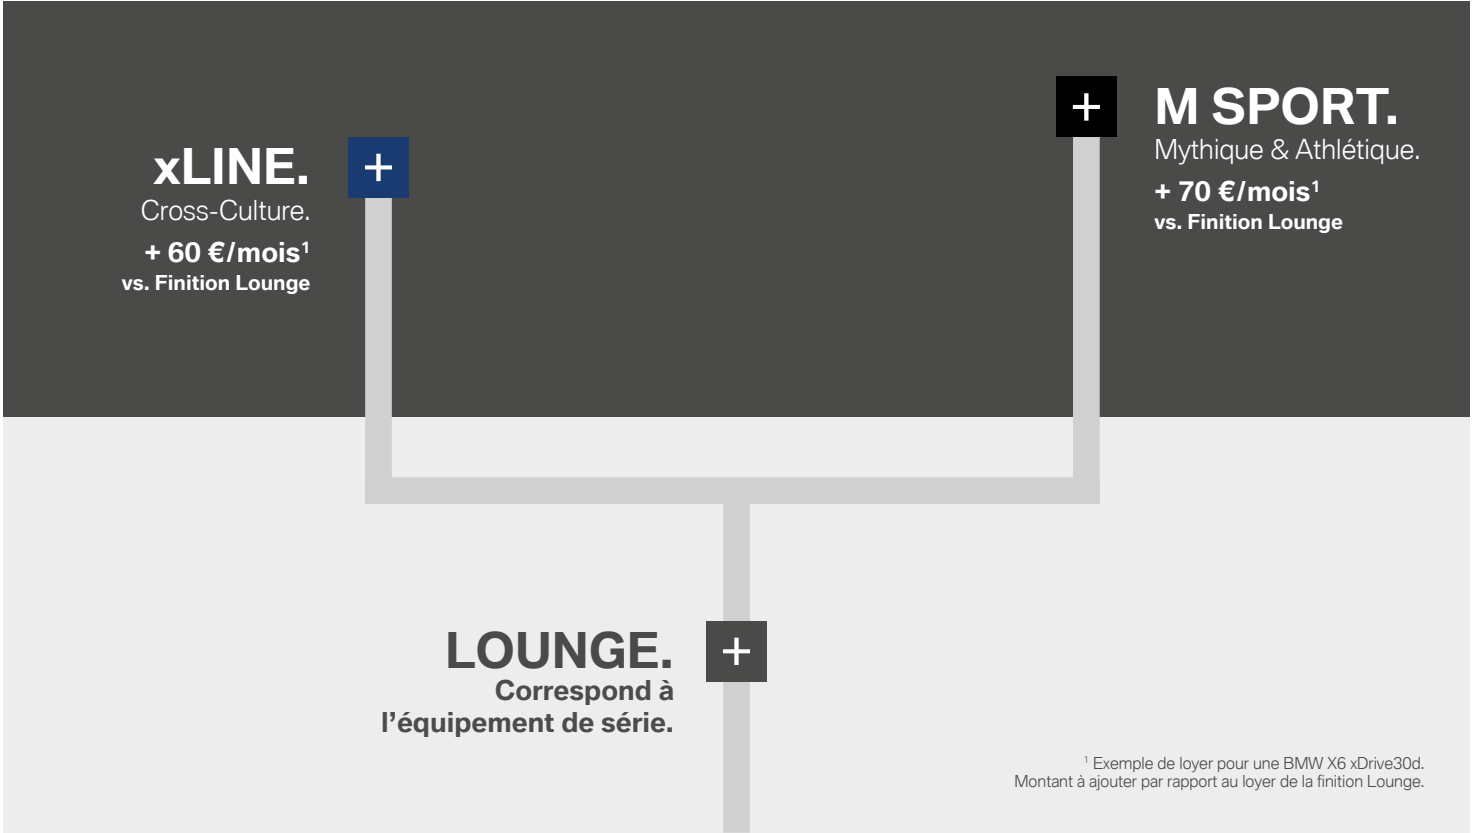 xLINE.
Cross-Culture.
+ 60 €/mois¹
vs. Finition Lounge
M SPORT.
Mythique & Athlétique.
+ 70 €/mois¹
vs. Finition Lounge
LOUNGE.
Correspond à
l’équipement de série.
¹ Exemple de loyer pour une BMW X6 xDrive30d.
Montant à ajouter par rapport au loyer de la finition Lounge.